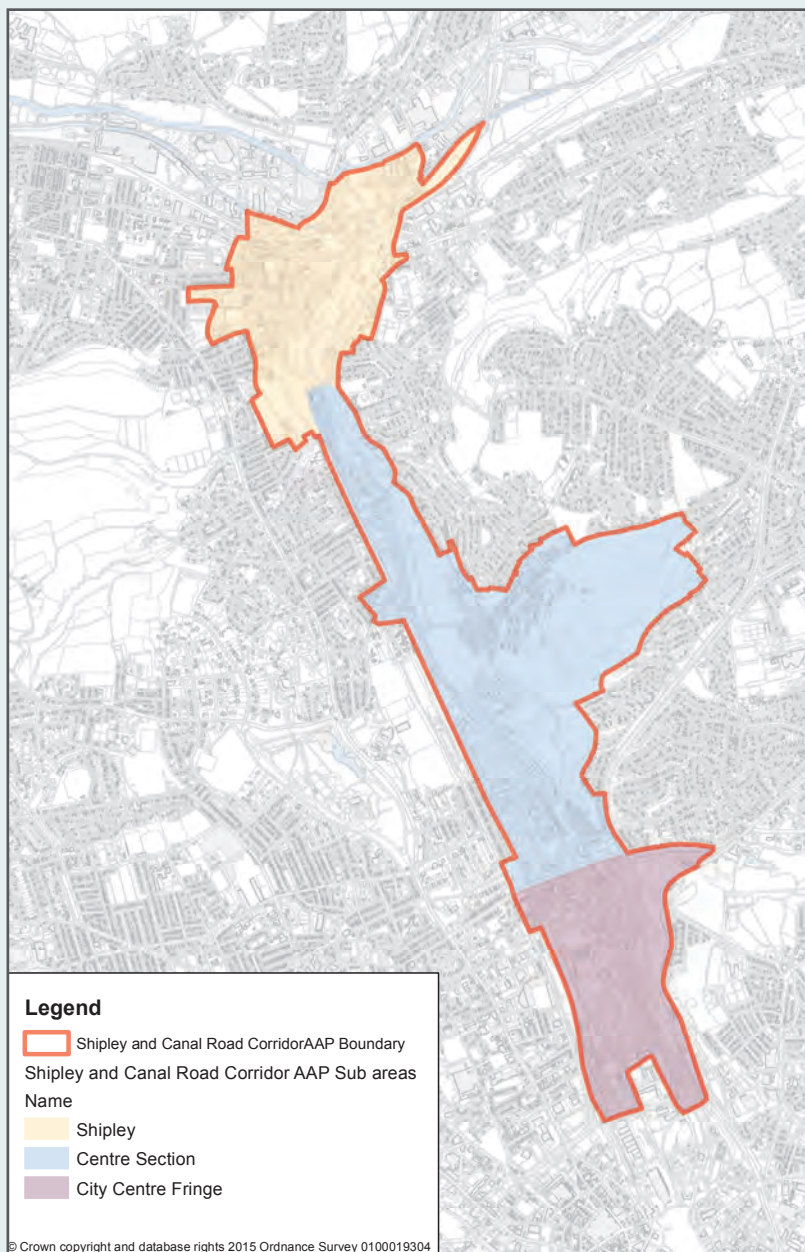 Legend
Shipley and Canal Road CorridorAAP Boundary
Shipley and Canal Road Corridor AAP Sub areas
Name
Shipley
Centre Section
City Centre Fringe
© Crown copyright and database rights 2015 Ordnance Survey 0100019304